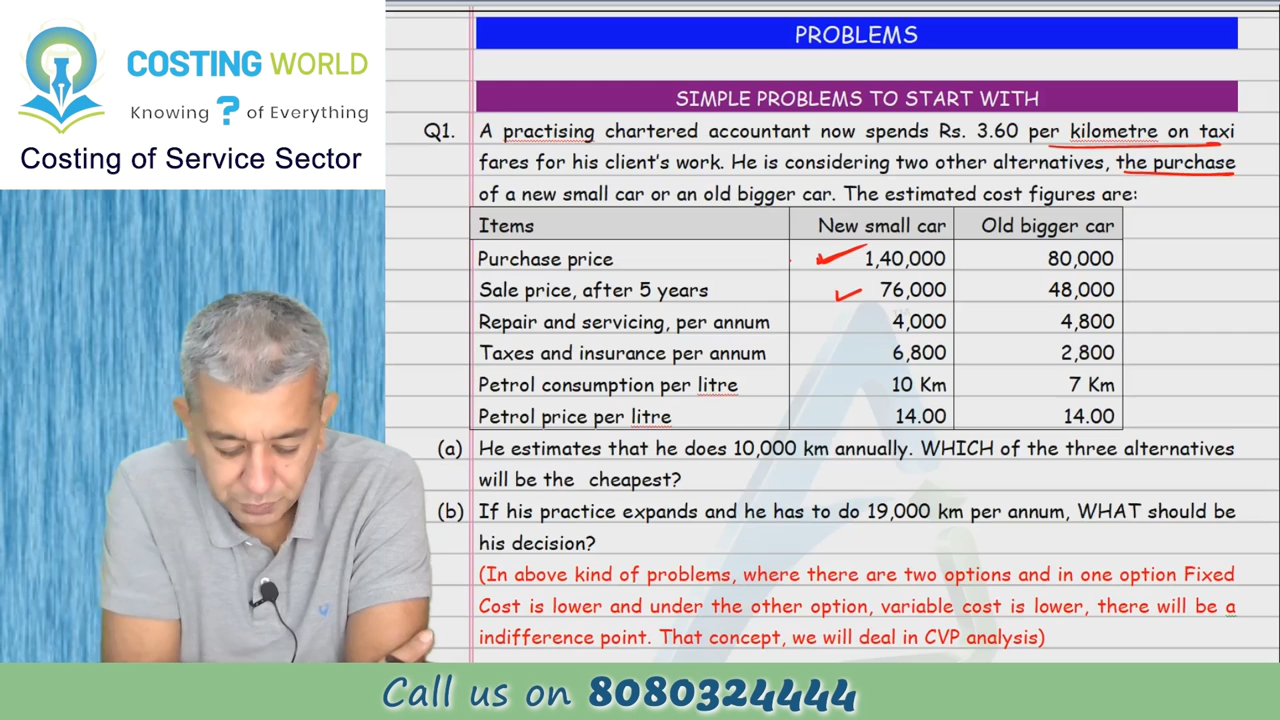 COSTING WORLD
Knowing ? of Everything
Costing of Service Sector
PROBLEMS
SIMPLE PROBLEMS TO START WITH
Q1. A practising chartered accountant now spends Rs. 3.60 per kilometre on taxi
fares for his client's work. He is considering two other alternatives, the purchase
of a new small car or an old bigger car. The estimated cost figures are:
Items New small car Old bigger car
Purchase price 1,40,000 80,000
Sale price, after 5 years 76,000 48,000
Repair and servicing, per annum 4,000 4,800
Taxes and insurance per annum 6,800 2,800
Petrol consumption per litre 10 Km 7 Km
Petrol price per litre 14.00 14.00
(a) He estimates that he does 10,000 km annually. WHICH of the three alternatives
will be the cheapest?
(b) If his practice expands and he has to do 19,000 km per annum, WHAT should be
his decision?
(In above kind of problems, where there are two options and in one option Fixed
Cost is lower and under the other option, variable cost is lower, there will be a
indifference point. That concept, we will deal in CVP analysis)
Call us on 8080324444